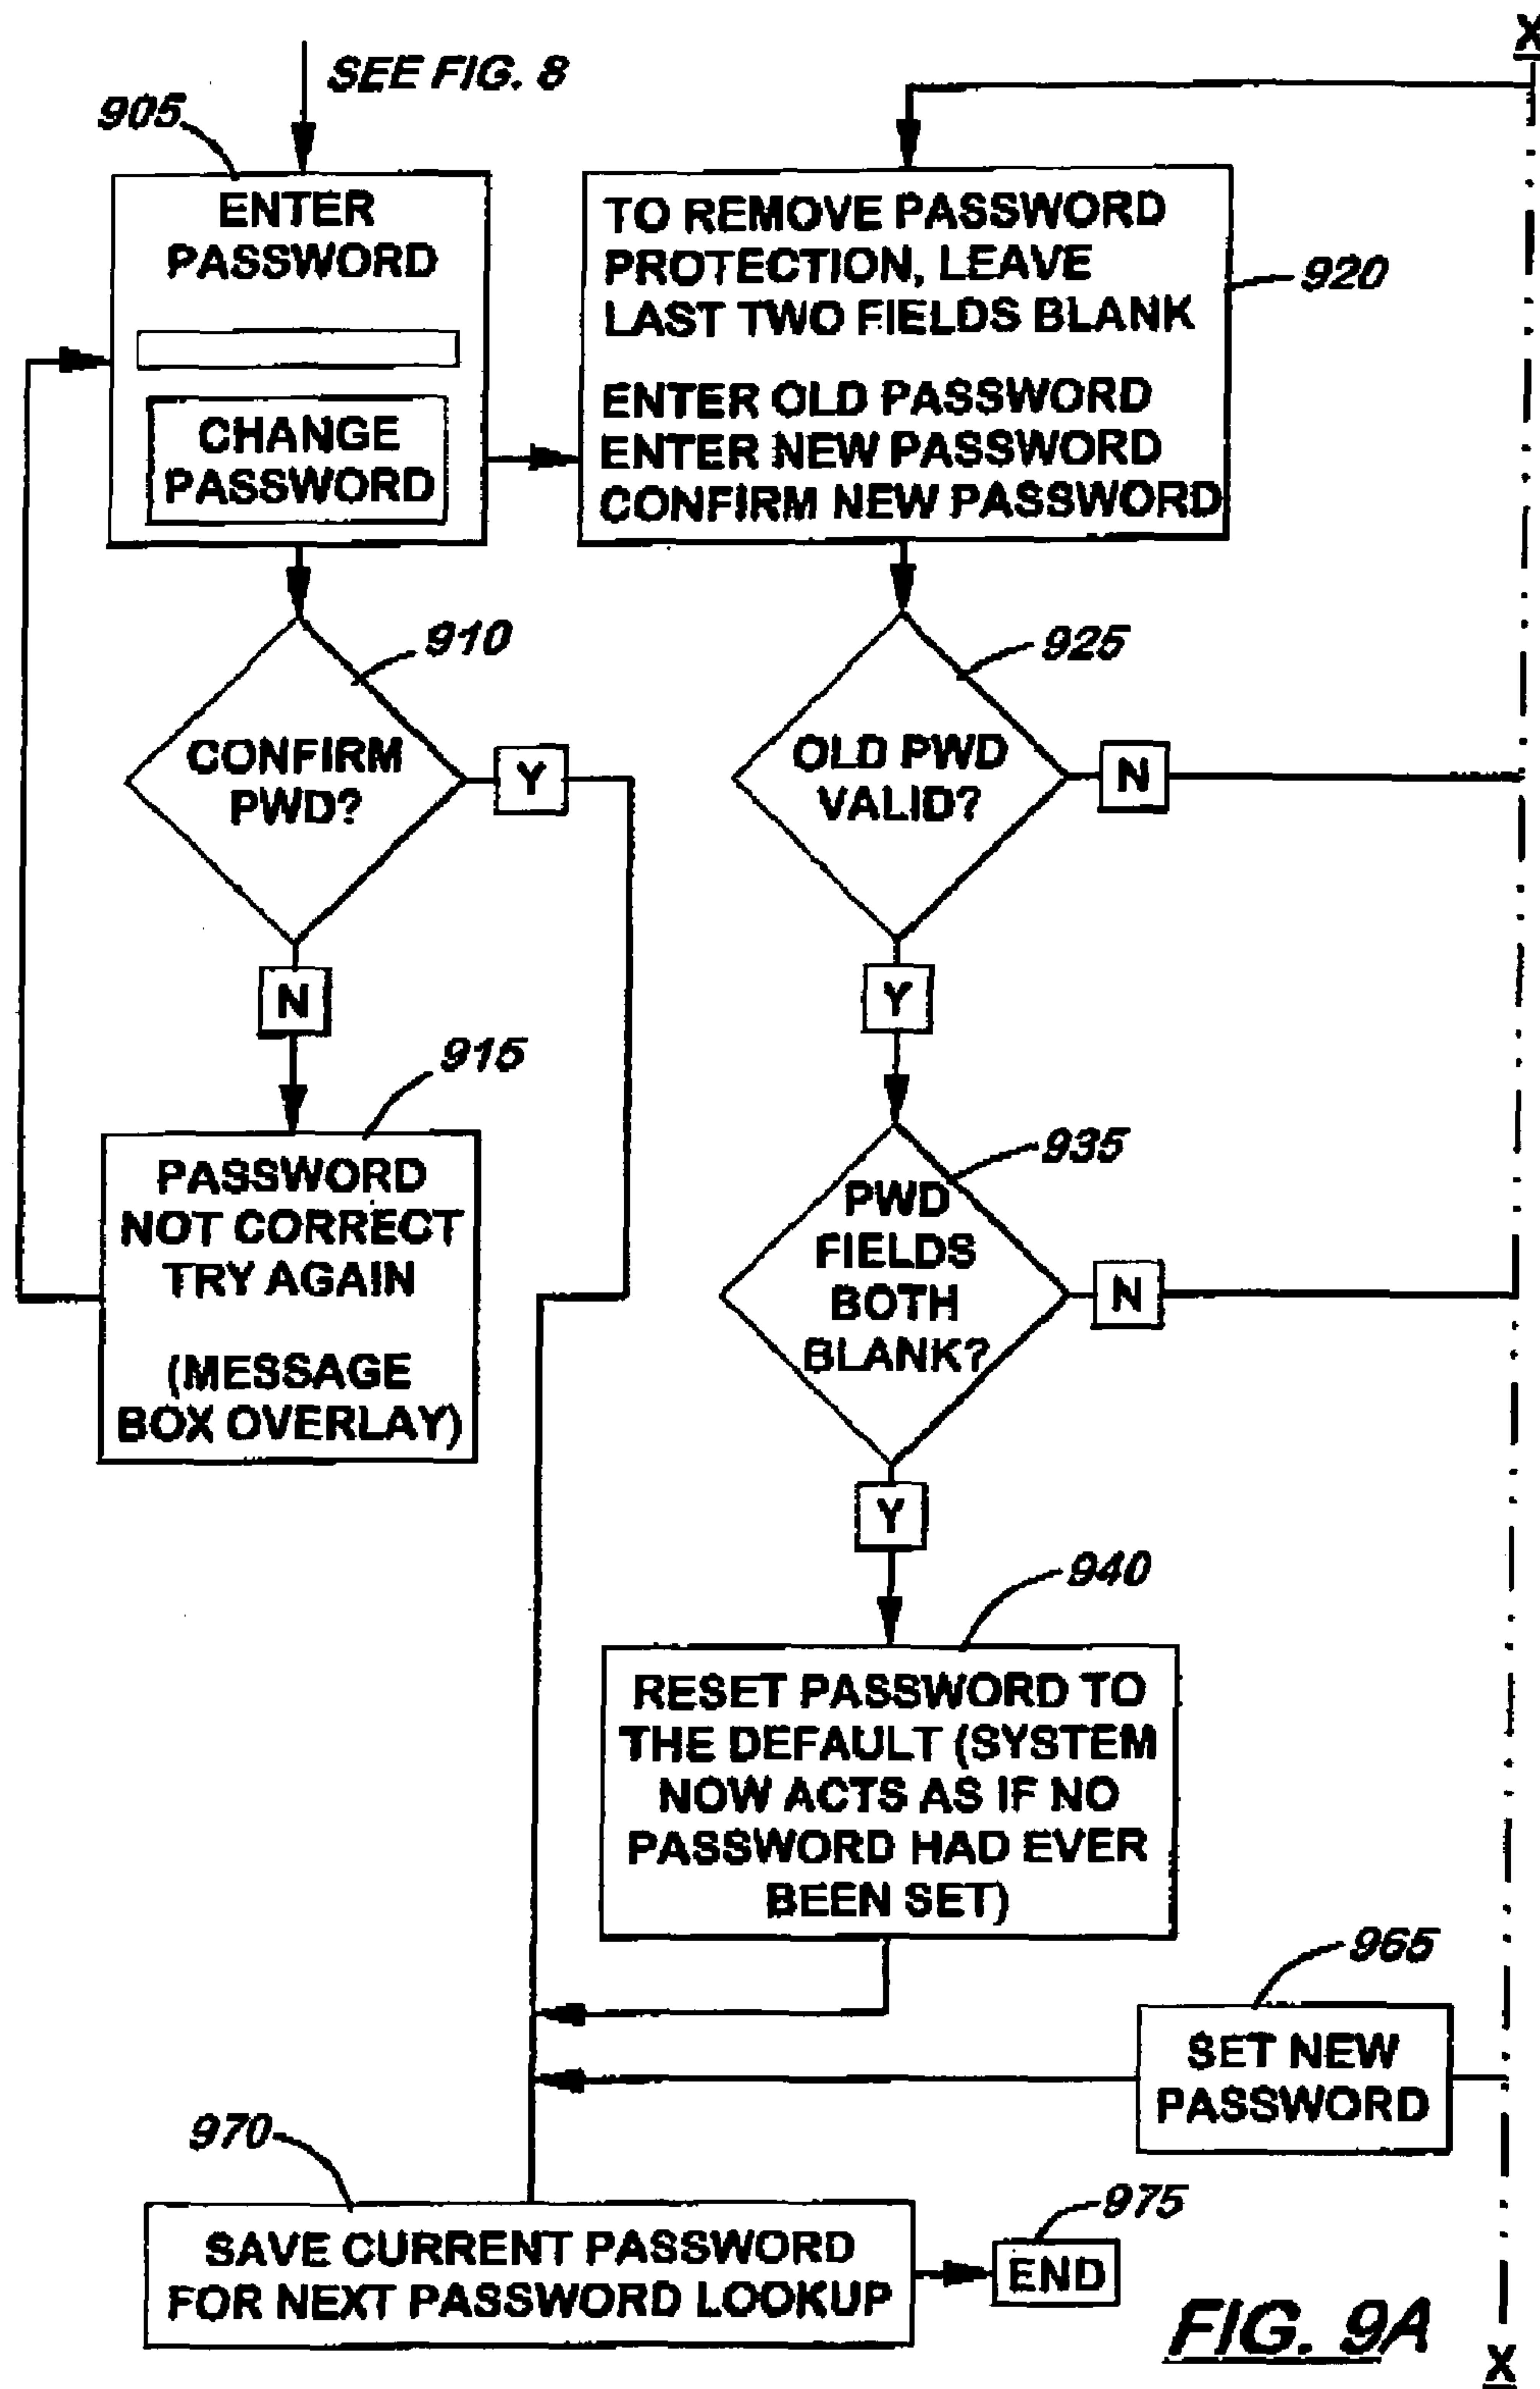 X
SEE FIG. 8
905
ENTER
PASSWORD
CHANGE
PASSWORD
TO REMOVE PASSWORD
PROTECTION, LEAVE
LAST TWO FIELDS BLANK
ENTER OLD PASSWORD
ENTER NEW PASSWORD
CONFIRM NEW PASSWORD
920
910
CONFIRM
PWD?
Y
N
925
OLD PWD
VALID?
N
Y
915
PASSWORD
NOT CORRECT
TRY AGAIN
(MESSAGE
BOX OVERLAY)
935
PWD
FIELDS
BOTH
BLANK?
N
Y
940
RESET PASSWORD TO
THE DEFAULT (SYSTEM
NOW ACTS AS IF NO
PASSWORD HAD EVER
BEEN SET)
965
SET NEW
PASSWORD
970
SAVE CURRENT PASSWORD
FOR NEXT PASSWORD LOOKUP
975
END
FIG. 9A
X